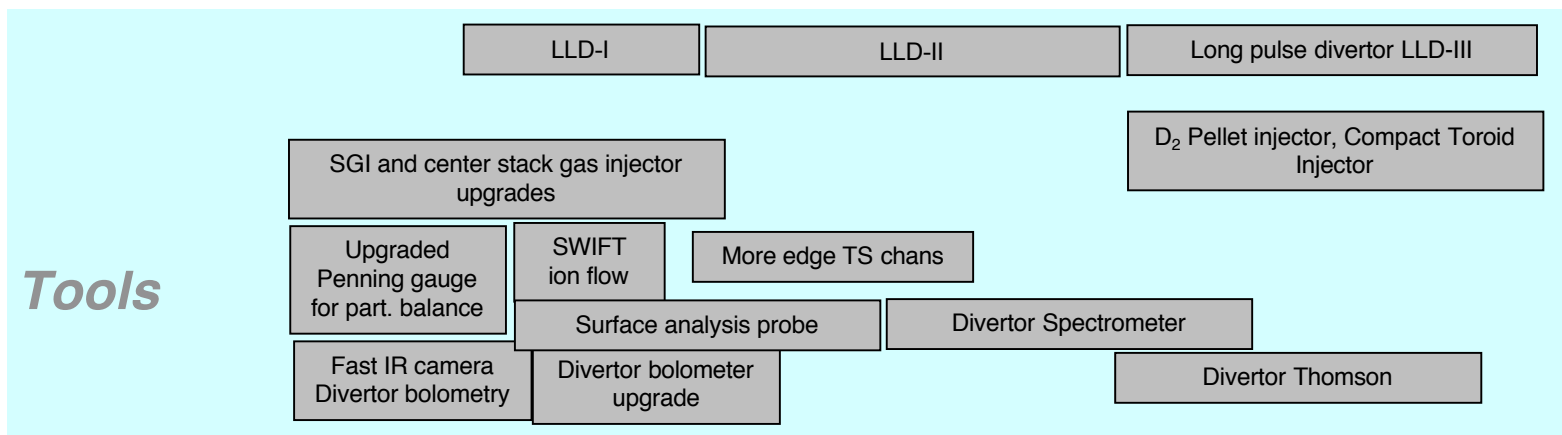 LLD-I
LLD-II
Long pulse divertor LLD-III
D₂ Pellet injector, Compact Toroid
Injector
SGI and center stack gas injector
upgrades
Upgraded
Penning gauge
for part. balance
SWIFT
ion flow
More edge TS chans
Tools
Surface analysis probe
Divertor Spectrometer
Fast IR camera
Divertor bolometry
Divertor bolometer
upgrade
Divertor Thomson